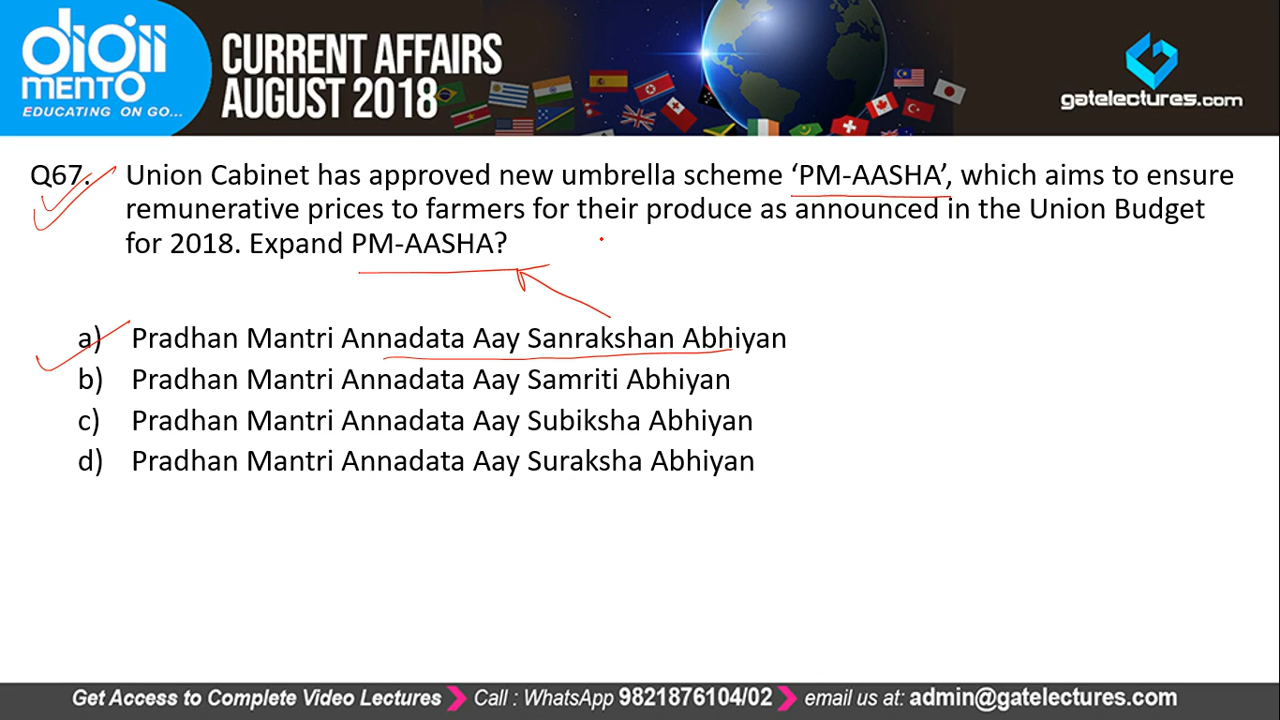 digii
MENTO
EDUCATING ON GO...
CURRENT AFFAIRS
AUGUST 2018
gatelectures.com
Q67. Union Cabinet has approved new umbrella scheme ‘PM-AASHA’, which aims to ensure
remunerative prices to farmers for their produce as announced in the Union Budget
for 2018. Expand PM-AASHA?
a) Pradhan Mantri Annadata Aay Sanrakshan Abhiyan
b) Pradhan Mantri Annadata Aay Samriti Abhiyan
c) Pradhan Mantri Annadata Aay Subiksha Abhiyan
d) Pradhan Mantri Annadata Aay Suraksha Abhiyan
Get Access to Complete Video Lectures Call : WhatsApp 9821876104/02 email us at: admin@gatelectures.com